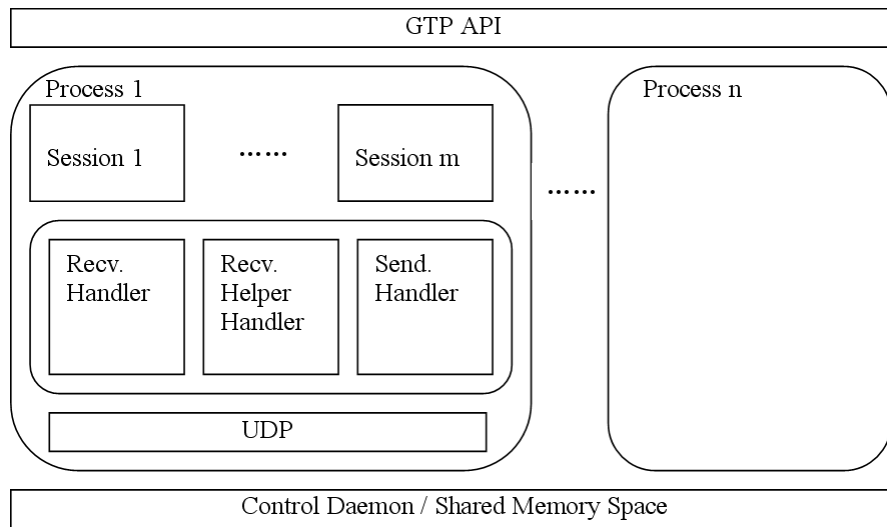 GTP API
Process 1
Process n
Session 1
......
Session m
......
Recv.
Handler
Recv.
Helper
Handler
Send.
Handler
UDP
Control Daemon / Shared Memory Space